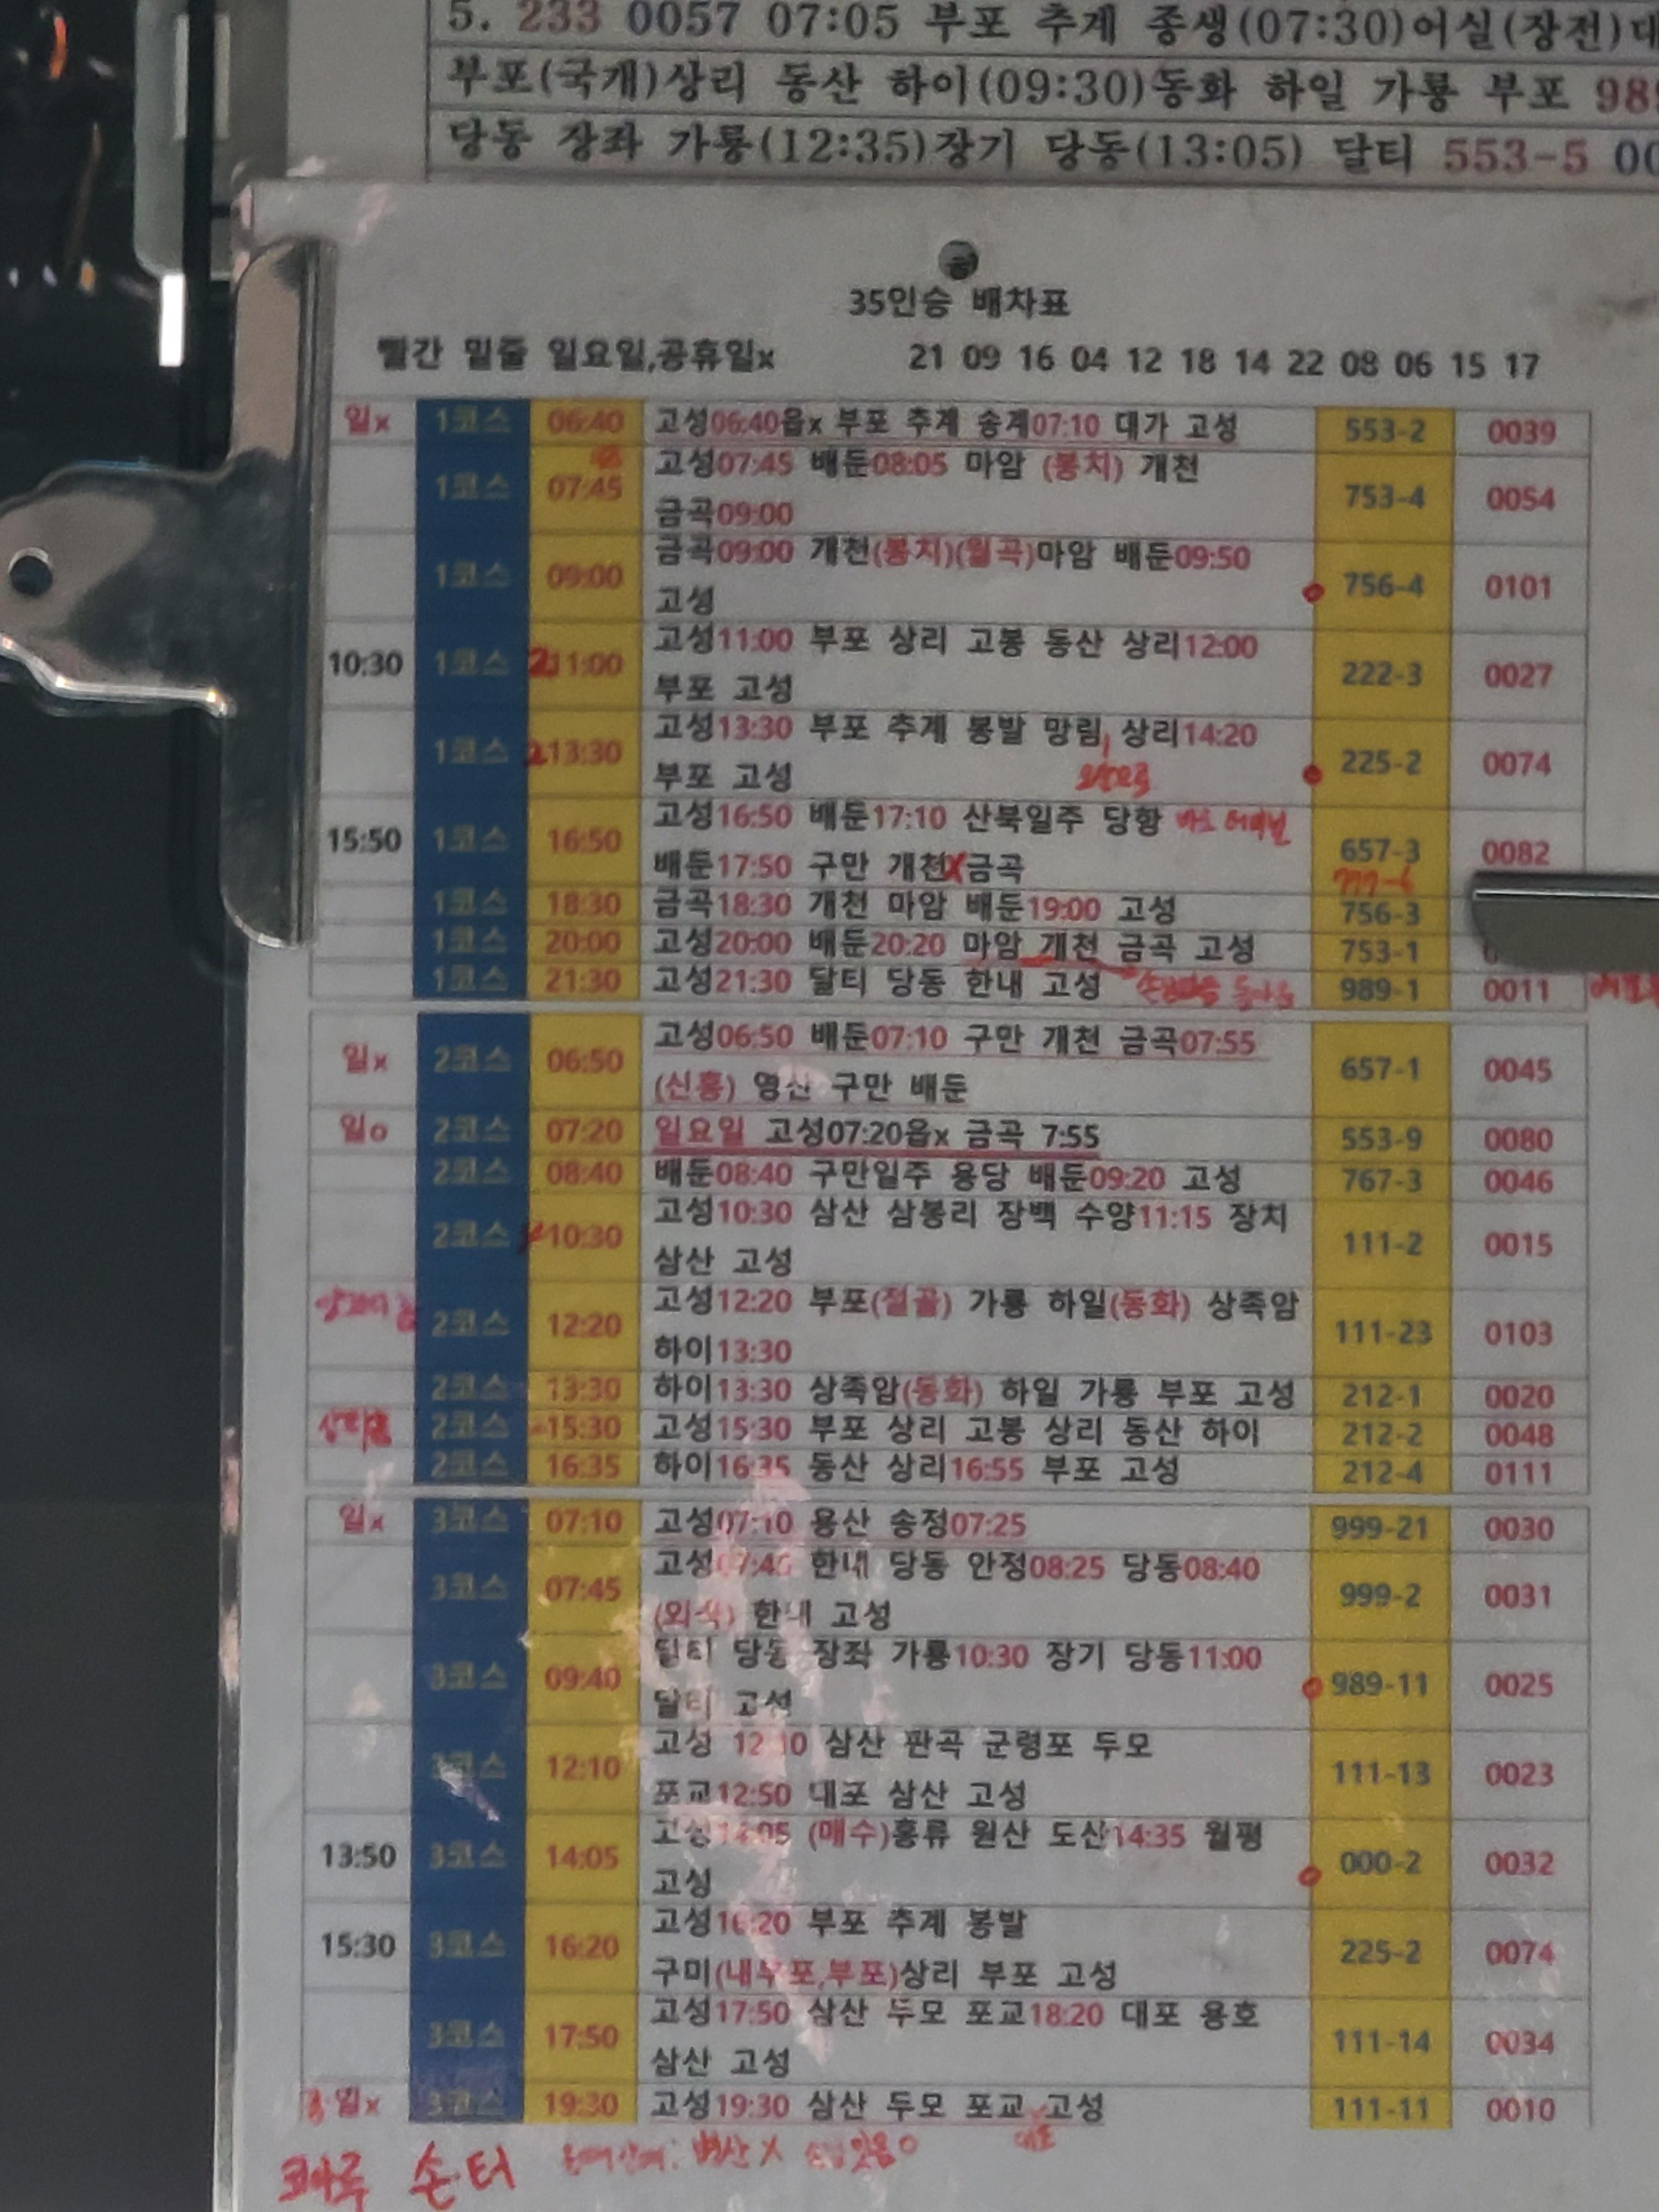 5. 233 0057 07:05 부포 추계 종생(07:30)어실(장전)대
부포(국개)상리 동산 하이(09:30)동화 하일 가룡 부포 989
당동 장좌 가룡(12:35)장기 당동(13:05) 달티 553-5 00
35인승 배차표
빨간 밑줄 일요일,공휴일x 21 09 16 04 12 18 14 22 08 06 15 17
일x 1코스 06:40 고성06:40읍x 부포 추계 송계07:10 대가 고성 553-2 0039
1코스 07:45 고성07:45 배둔08:05 마암 (봉치) 개천 753-4 0054
금곡09:00
1코스 09:00 금곡09:00 개천(봉치)(월곡)마암 배둔09:50 756-4 0101
고성
10:30 1코스 11:00 고성11:00 부포 상리 고봉 동산 상리12:00 222-3 0027
부포 고성
1코스 13:30 고성13:30 부포 추계 봉발 망림 상리14:20 225-2 0074
부포 고성
15:50 1코스 16:50 고성16:50 배둔17:10 산북일주 당황 657-3 0082
배둔17:50 구만 개천x금곡 777-6
1코스 18:30 금곡18:30 개천 마암 배둔19:00 고성 756-3
1코스 20:00 고성20:00 배둔20:20 마암 개천 금곡 고성 753-1
1코스 21:30 고성21:30 달티 당동 한내 고성 989-1 0011
일x 2코스 06:50 고성06:50 배둔07:10 구만 개천 금곡07:55 657-1 0045
(신흥) 영신 구만 배둔
일o 2코스 07:20 일요일 고성07:20읍x 금곡 7:55 553-9 0080
2코스 08:40 배둔08:40 구만일주 용당 배둔09:20 고성 767-3 0046
2코스 10:30 고성10:30 삼산 삼봉리 장백 수양11:15 장치 111-2 0015
삼산 고성
2코스 12:20 고성12:20 부포(절골) 가룡 하일(동화) 상족암 111-23 0103
하이13:30
2코스 13:30 하이13:30 상족암(동화) 하일 가룡 부포 고성 212-1 0020
2코스 15:30 고성15:30 부포 상리 고봉 상리 동산 하이 212-2 0048
2코스 16:35 하이16:35 동산 상리16:55 부포 고성 212-4 0111
일x 3코스 07:10 고성07:10 용산 송정07:25 999-21 0030
3코스 07:45 고성07:45 한내 당동 안정08:25 당동08:40 999-2 0031
한내 고성
3코스 09:40 달티 당동 장좌 가룡10:30 장기 당동11:00 989-11 0025
달티 고성
3코스 12:10 고성 12:10 삼산 판곡 군령포 두모 111-13 0023
포교12:50 대포 삼산 고성
13:50 3코스 14:05 고성14:05 (매수)홍류 원산 도산14:35 월평 000-2 0032
고성
15:30 3코스 16:20 고성16:20 부포 추계 봉발 225-2 0074
구미(내부포,부포)상리 부포 고성
3코스 17:50 고성17:50 삼산 두모 포교18:20 대포 용호 111-14 0034
삼산 고성
일x 3코스 19:30 고성19:30 삼산 두모 포교 고성 111-11 0010
손터